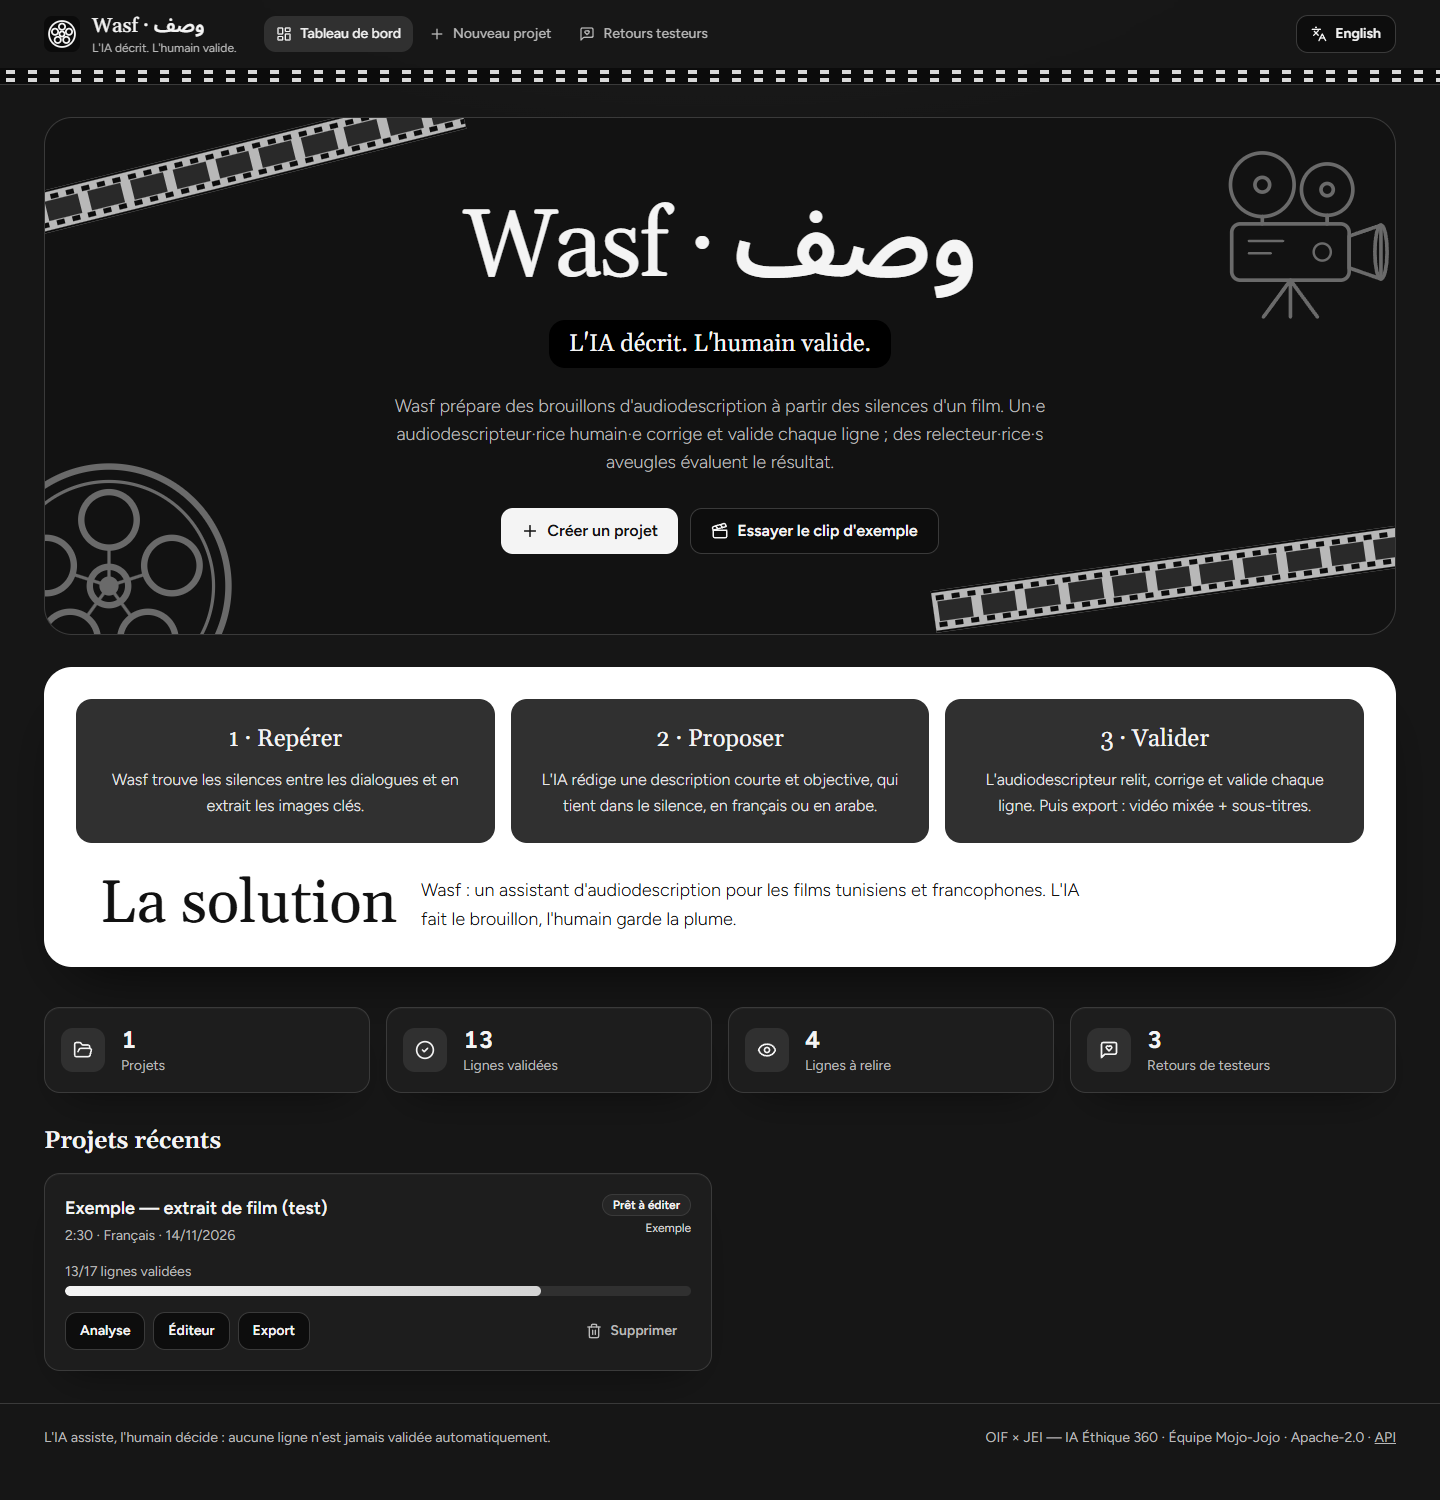 Wasf · وصف
L'IA décrit. L'humain valide.
Tableau de bord
Nouveau projet
Retours testeurs
English
Wasf · وصف
L'IA décrit. L'humain valide.
Wasf prépare des brouillons d'audiodescription à partir des silences d'un film. Un·e
audiodescripteur·rice humain·e corrige et valide chaque ligne ; des relecteur·rice·s
aveugles évaluent le résultat.
Créer un projet
Essayer le clip d'exemple
1 · Repérer
Wasf trouve les silences entre les dialogues et en
extrait les images clés.
2 · Proposer
L'IA rédige une description courte et objective, qui
tient dans le silence, en français ou en arabe.
3 · Valider
L'audiodescripteur relit, corrige et valide chaque
ligne. Puis export : vidéo mixée + sous-titres.
La solution
Wasf : un assistant d'audiodescription pour les films tunisiens et francophones. L'IA
fait le brouillon, l'humain garde la plume.
1
Projets
13
Lignes validées
4
Lignes à relire
3
Retours de testeurs
Projets récents
Exemple — extrait de film (test)
Prêt à éditer
2:30 · Français · 14/11/2026
Exemple
13/17 lignes validées
Analyse
Éditeur
Export
Supprimer
L'IA assiste, l'humain décide : aucune ligne n'est jamais validée automatiquement.
OIF × JEI — IA Éthique 360 · Équipe Mojo-Jojo · Apache-2.0 · API